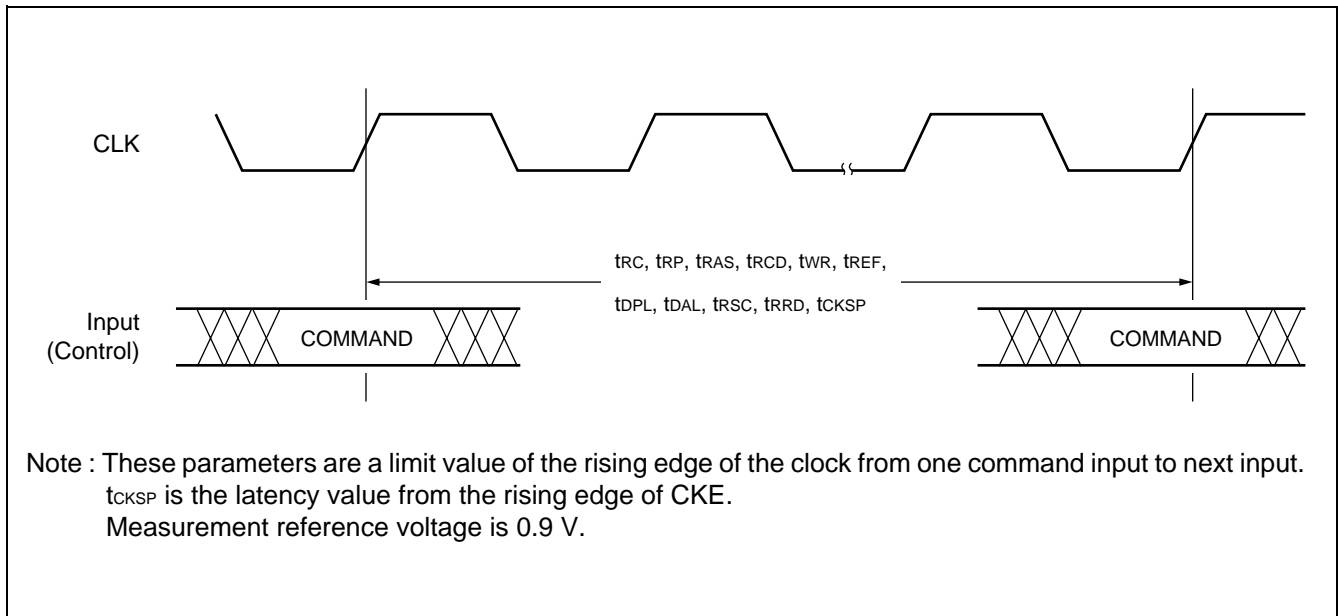 CLK
tRC, tRP, tRAS, tRCD, tWR, tREF,
tDPL, tDAL, tRSC, tRRD, tCKSP
Input
(Control)
COMMAND
COMMAND
Note : These parameters are a limit value of the rising edge of the clock from one command input to next input.
tCKSP is the latency value from the rising edge of CKE.
Measurement reference voltage is 0.9 V.